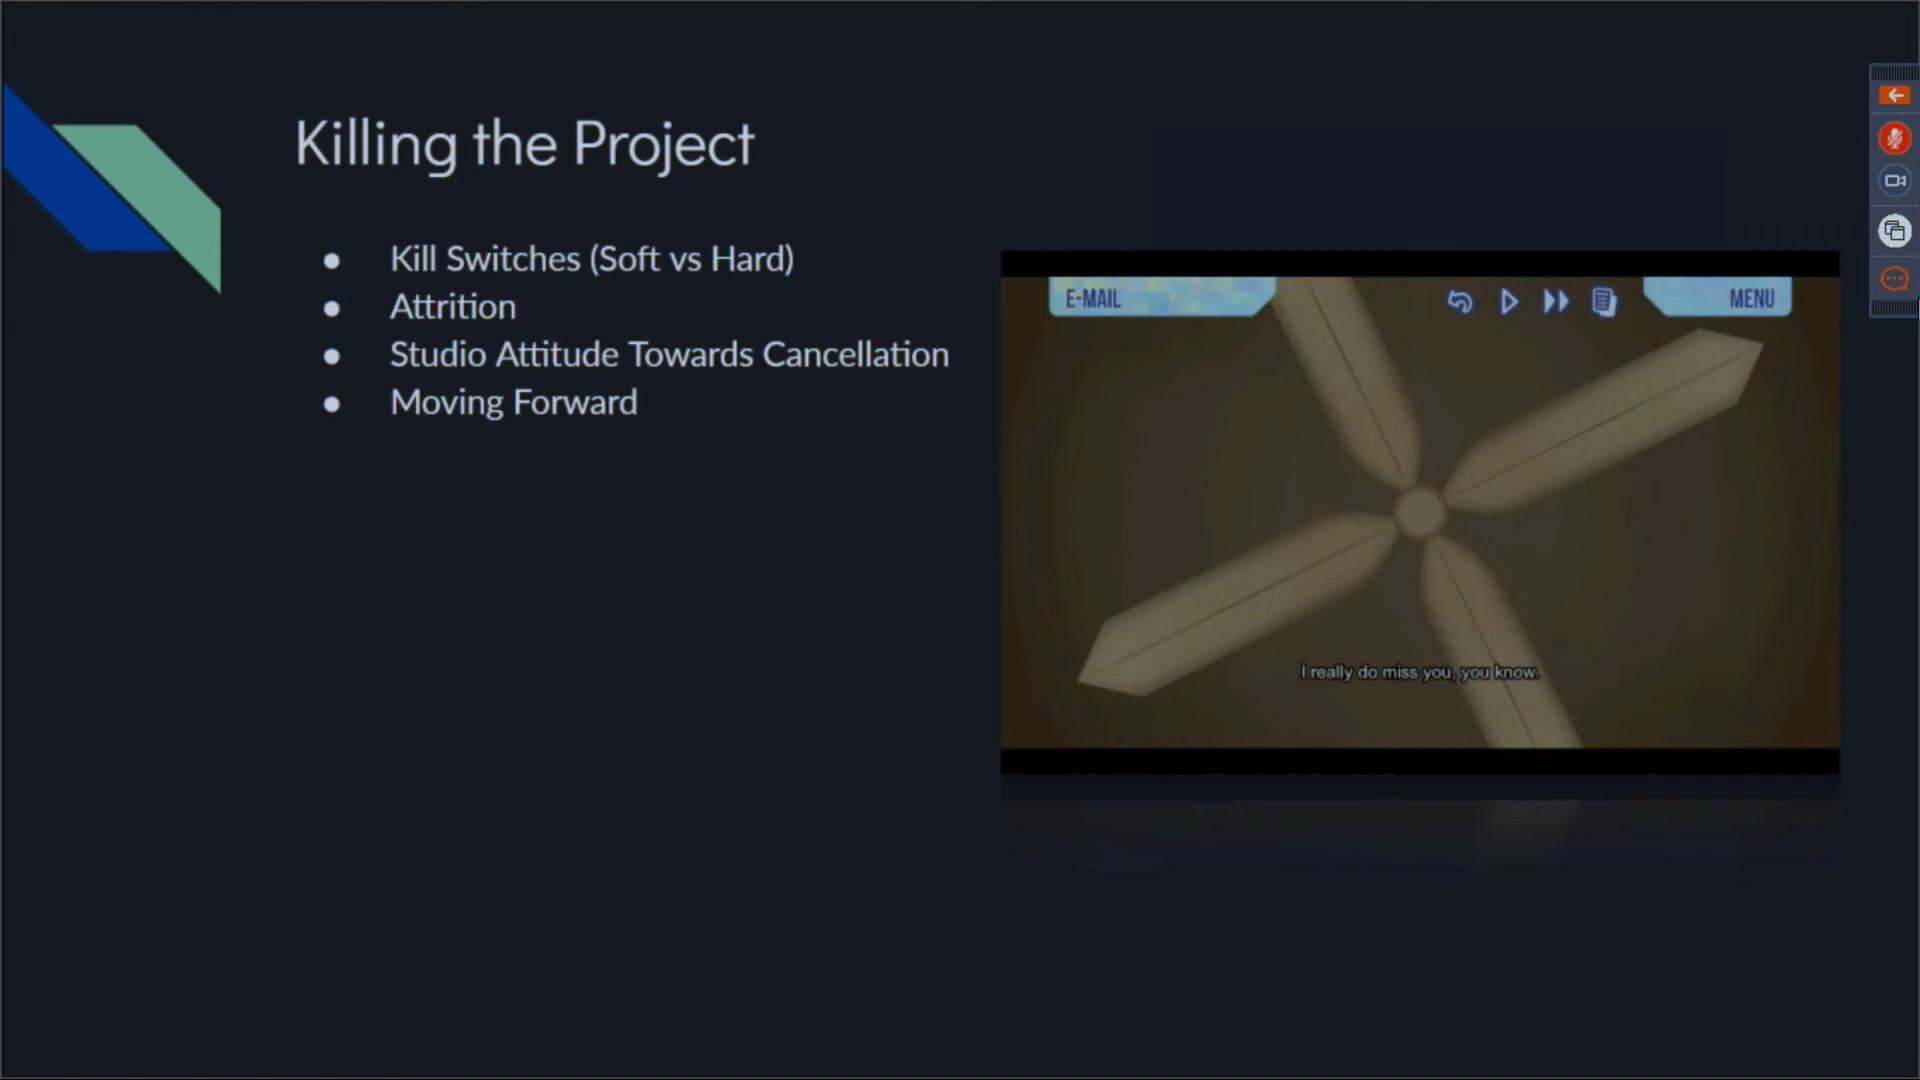 Killing the Project
● Kill Switches (Soft vs Hard)
● Attrition
● Studio Attitude Towards Cancellation
● Moving Forward
E-MAIL
MENU
I really do miss you, you know.